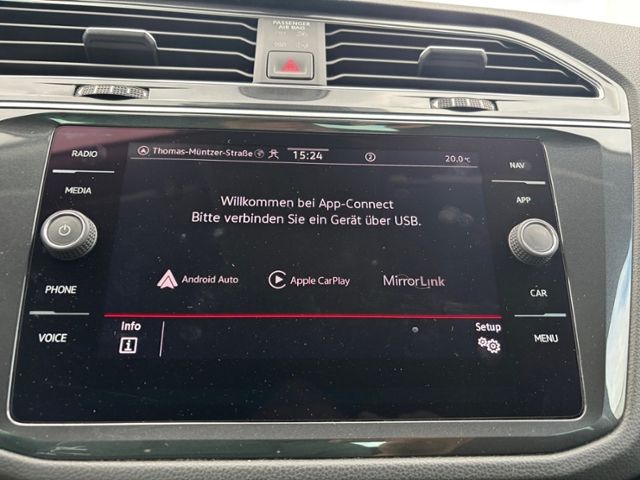 PASSENGER
AIR BAG
RADIO
MEDIA
PHONE
VOICE
Thomas-Müntzer-Straße
15:24
2
20,0°C
Willkommen bei App-Connect
Bitte verbinden Sie ein Gerät über USB.
Android Auto
Apple CarPlay
MirrorLink
Info
Setup
NAV
APP
CAR
MENU